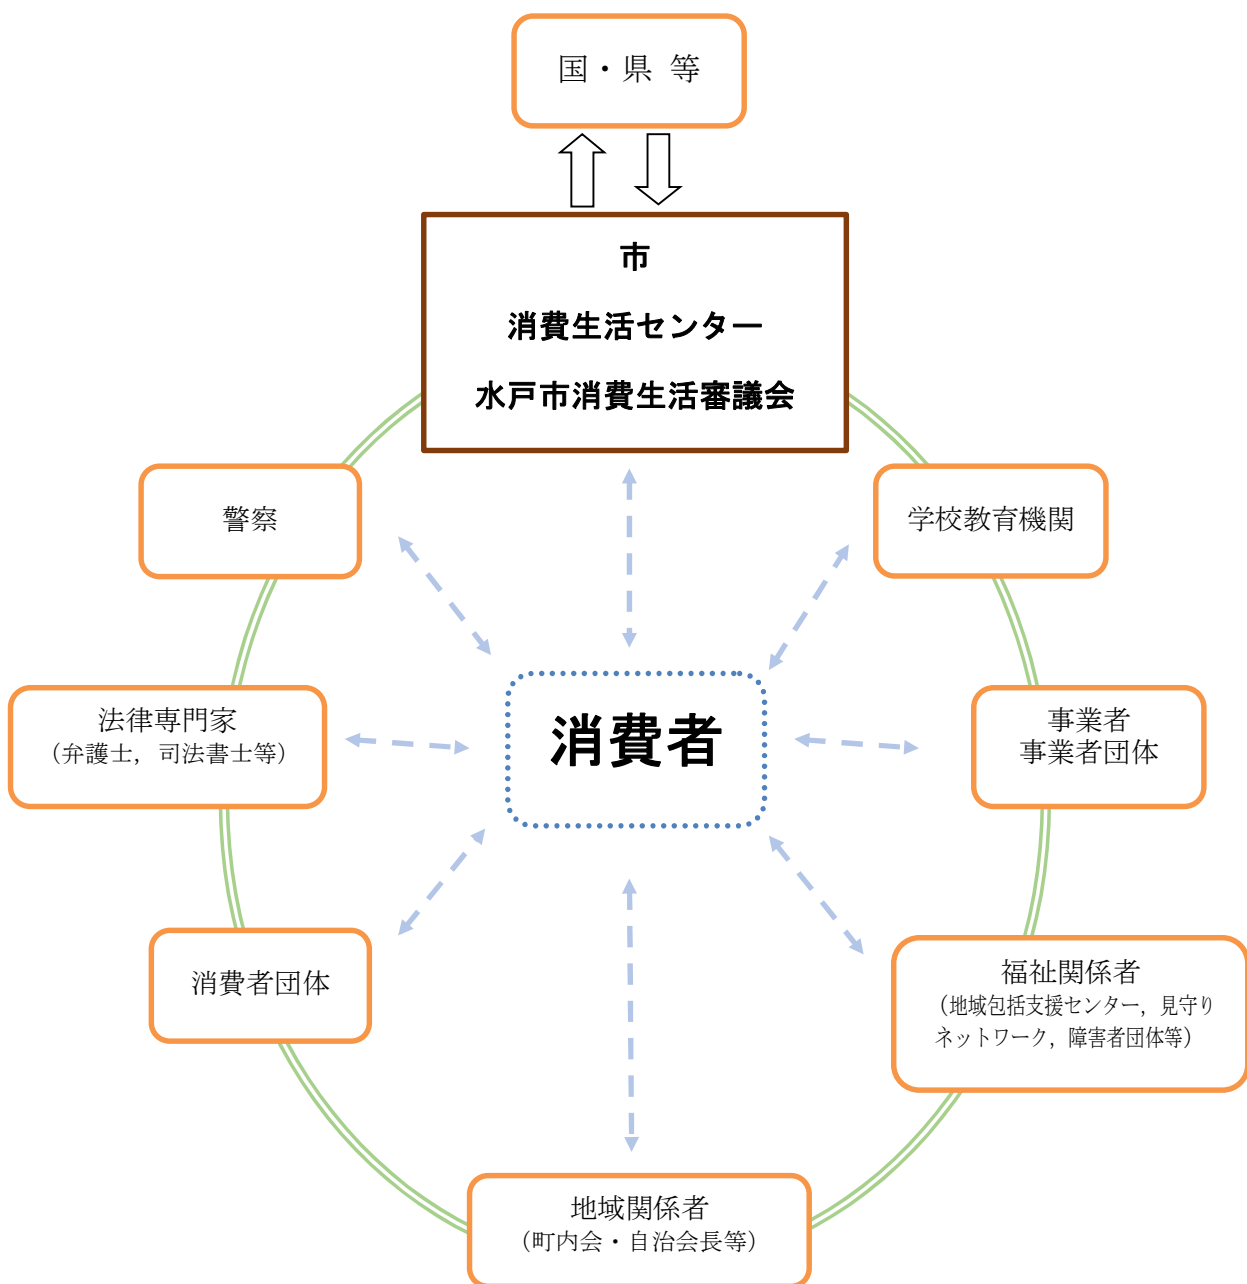 国・県 等
市
消費生活センター
水戸市消費生活審議会
警察
学校教育機関
法律専門家
（弁護士，司法書士等）
消費者
事業者
事業者団体
消費者団体
福祉関係者
（地域包括支援センター，見守り
ネットワーク，障害者団体等）
地域関係者
（町内会・自治会長等）